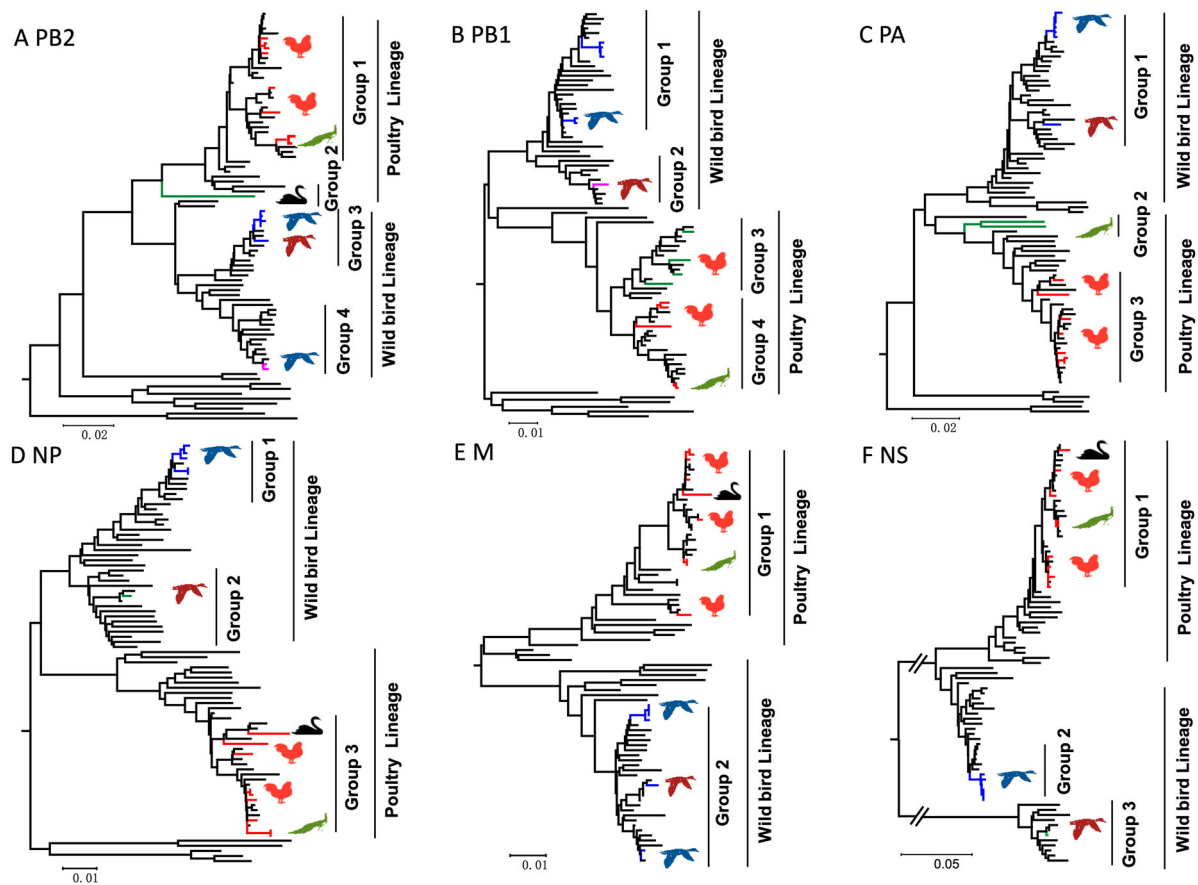 A PB2
Group 1
Group 2
Poultry Lineage
Group 3
Group 4
Wild bird Lineage
0.02
B PB1
Group 1
Group 2
Wild bird Lineage
Group 3
Group 4
Poultry Lineage
0.01
C PA
Group 1
Wild bird Lineage
Group 2
Group 3
Poultry Lineage
0.02
D NP
Group 1
Group 2
Wild bird Lineage
Group 3
Poultry Lineage
0.01
E M
Group 1
Poultry Lineage
Group 2
Wild bird Lineage
0.01
F NS
Group 1
Poultry Lineage
Group 2
Group 3
Wild bird Lineage
0.05